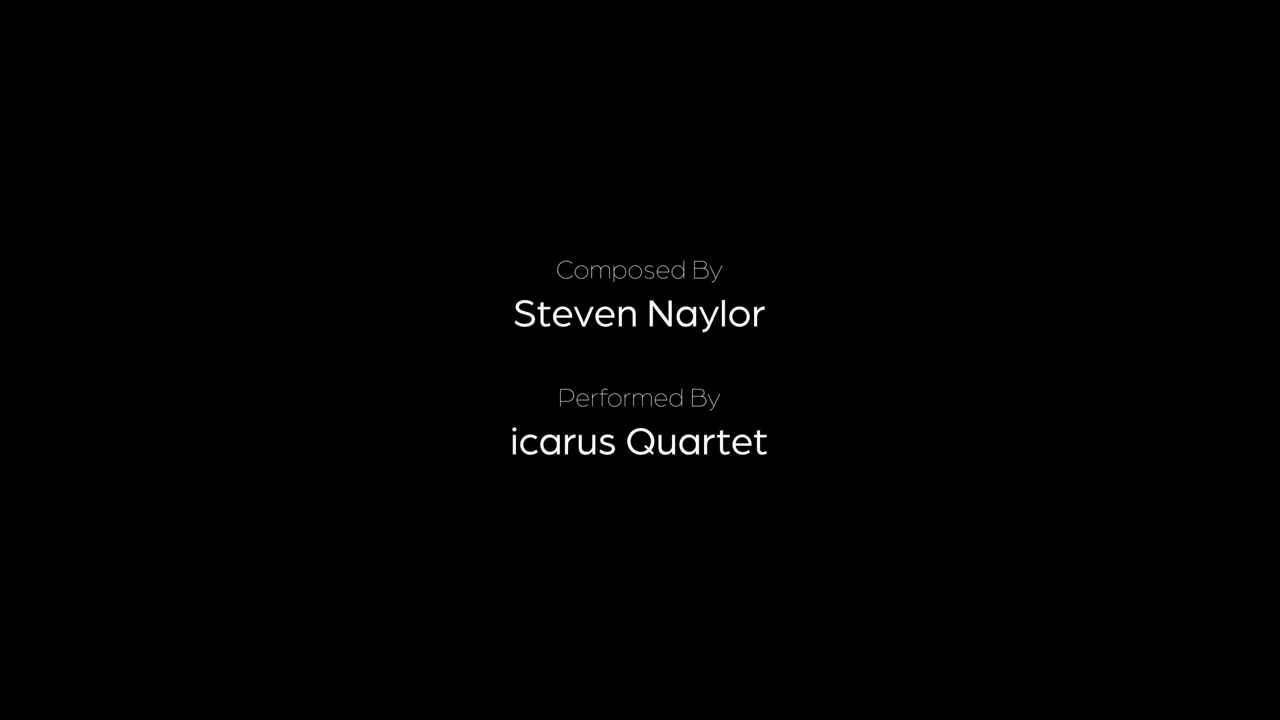 Composed By
Steven Naylor
Performed By
icarus Quartet